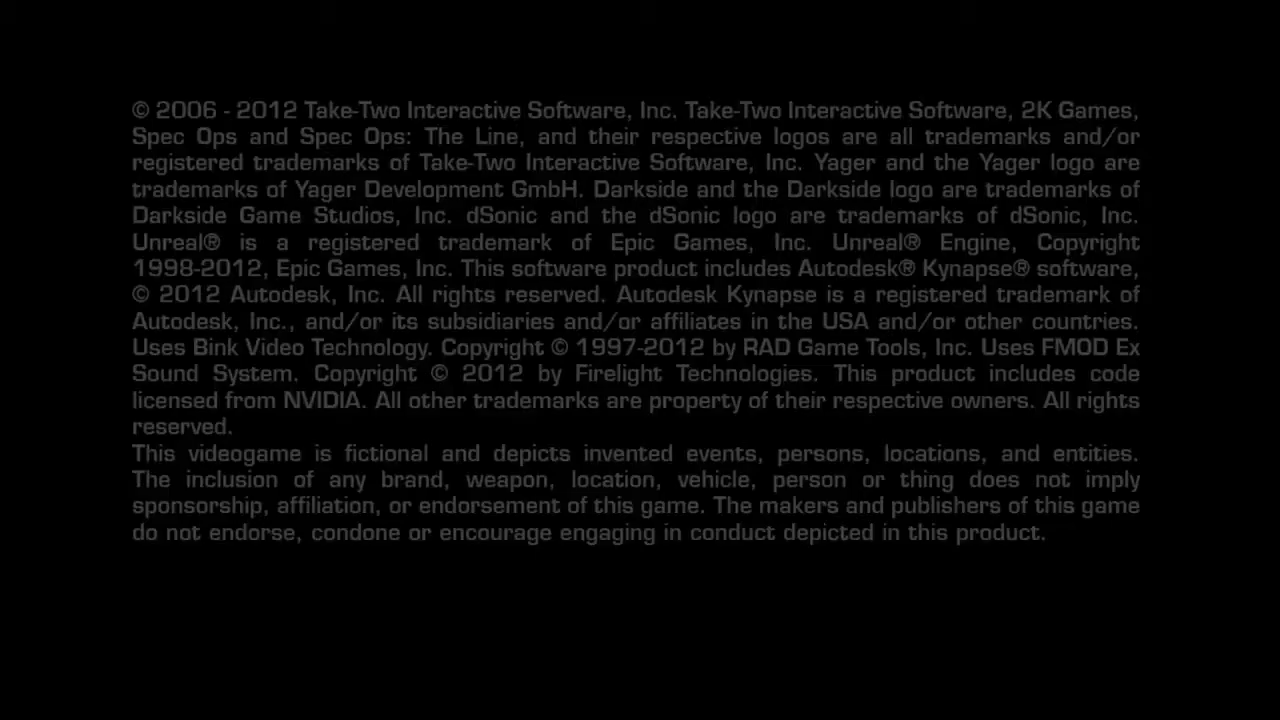 © 2006 - 2012 Take-Two Interactive Software, Inc. Take-Two Interactive Software, 2K Games,
Spec Ops and Spec Ops: The Line, and their respective logos are all trademarks and/or
registered trademarks of Take-Two Interactive Software, Inc. Yager and the Yager logo are
trademarks of Yager Development GmbH. Darkside and the Darkside logo are trademarks of
Darkside Game Studios, Inc. dSonic and the dSonic logo are trademarks of dSonic, Inc.
Unreal® is a registered trademark of Epic Games, Inc. Unreal® Engine, Copyright
1998-2012, Epic Games, Inc. This software product includes Autodesk® Kynapse® software,
© 2012 Autodesk, Inc. All rights reserved. Autodesk Kynapse is a registered trademark of
Autodesk, Inc., and/or its subsidiaries and/or affiliates in the USA and/or other countries.
Uses Bink Video Technology. Copyright © 1997-2012 by RAD Game Tools, Inc. Uses FMOD Ex
Sound System. Copyright © 2012 by Firelight Technologies. This product includes code
licensed from NVIDIA. All other trademarks are property of their respective owners. All rights
reserved.
This videogame is fictional and depicts invented events, persons, locations, and entities.
The inclusion of any brand, weapon, location, vehicle, person or thing does not imply
sponsorship, affiliation, or endorsement of this game. The makers and publishers of this game
do not endorse, condone or encourage engaging in conduct depicted in this product.